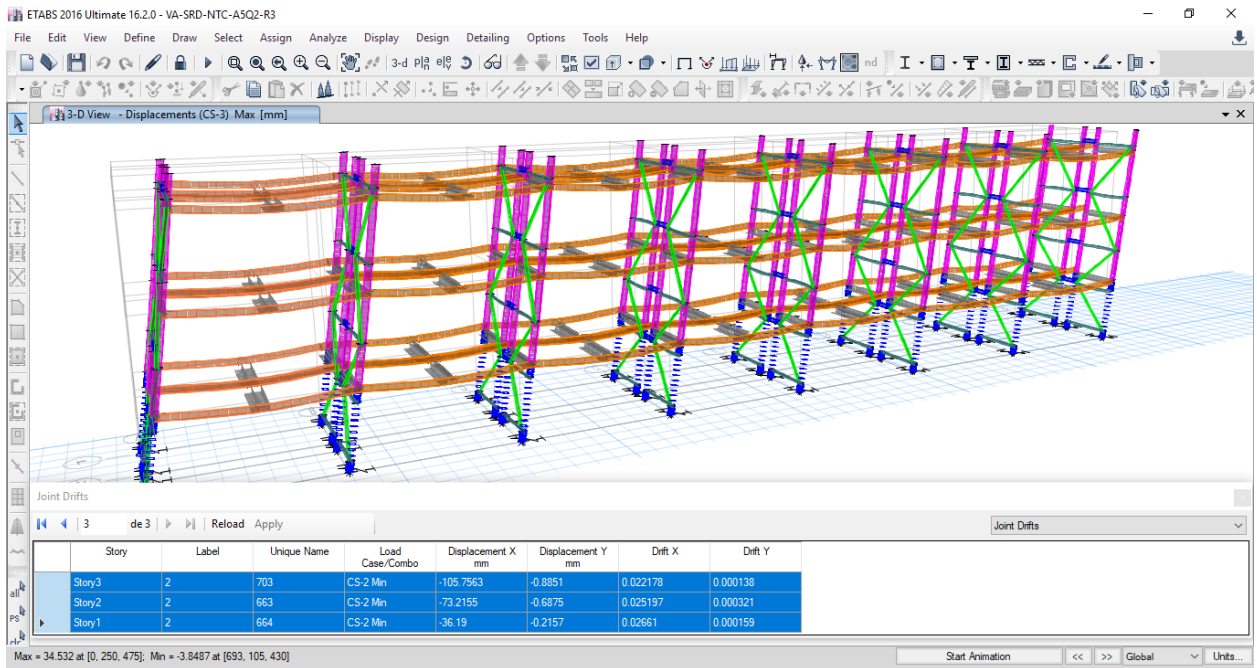 ETABS 2016 Ultimate 16.2.0 - VA-SRD-NTC-A5Q2-R3
File Edit View Define Draw Select Assign Analyze Display Design Detailing Options Tools Help
3-d nd
3-D View - Displacements (CS-3) Max [mm]
all
PS
clr
Joint Drifts
3 de 3 Reload Apply Joint Drifts
Story Label Unique Name Load Case/Combo Displacement X mm Displacement Y mm Drift X Drift Y
Story3 2 703 CS-2 Min -105.7563 -0.8851 0.022178 0.000138
Story2 2 663 CS-2 Min -73.2155 -0.6875 0.025197 0.000321
Story1 2 664 CS-2 Min -36.19 -0.2157 0.02661 0.000159
Max = 34.532 at [0, 250, 475]; Min = -3.8487 at [693, 105, 430] Start Animation << >> Global Units...